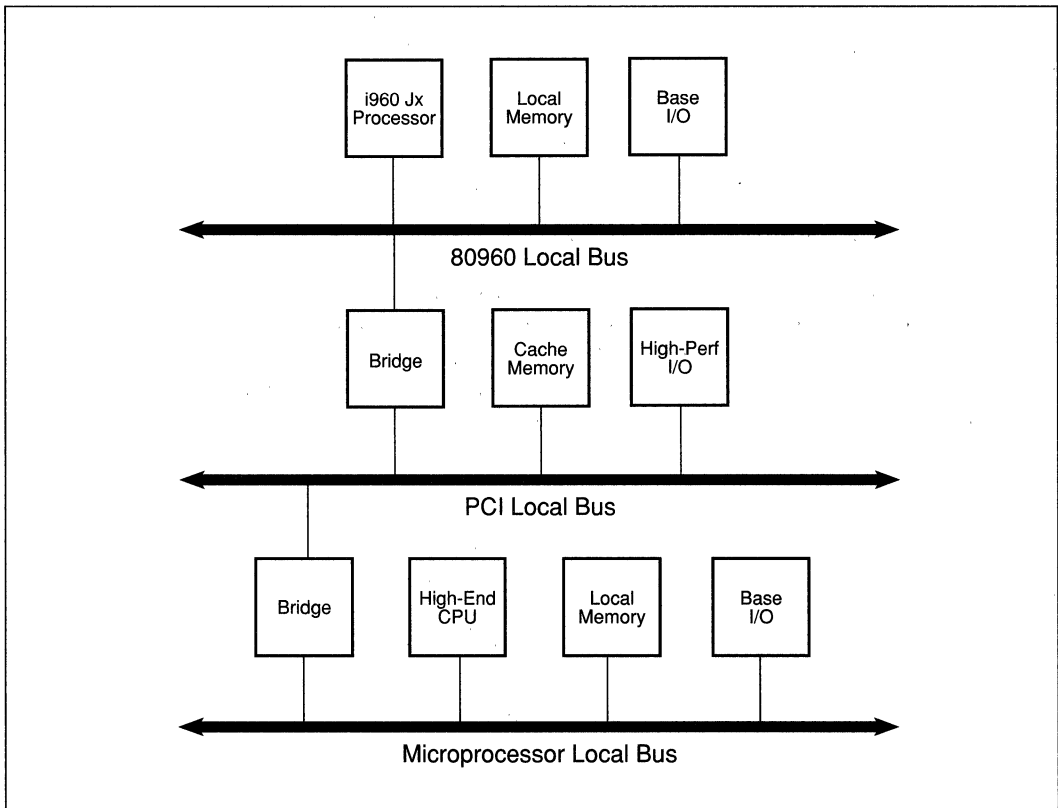 i960 Jx
Processor
Local
Memory
Base
I/O
80960 Local Bus
Bridge
Cache
Memory
High-Perf
I/O
PCI Local Bus
Bridge
High-End
CPU
Local
Memory
Base
I/O
Microprocessor Local Bus